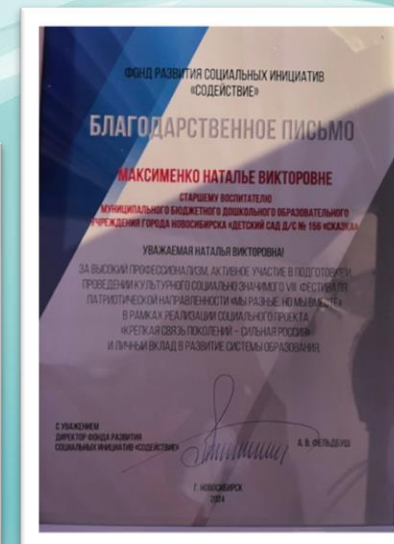 ФОНД РАЗВИТИЯ СОЦИАЛЬНЫХ ИНИЦИАТИВ
«СОДЕЙСТВИЕ»
БЛАГОДАРСТВЕННОЕ ПИСЬМО
МАКСИМЕНКО НАТАЛЬЕ ВИКТОРОВНЕ
СТАРШЕМУ ВОСПИТАТЕЛЮ
МУНИЦИПАЛЬНОГО БЮДЖЕТНОГО ДОШКОЛЬНОГО ОБРАЗОВАТЕЛЬНОГО
УЧРЕЖДЕНИЯ ГОРОДА НОВОСИБИРСКА «ДЕТСКИЙ САД Д/С № 156 «СКАЗКА»
УВАЖАЕМАЯ НАТАЛЬЯ ВИКТОРОВНА!
ЗА ВЫСОКИЙ ПРОФЕССИОНАЛИЗМ, АКТИВНОЕ УЧАСТИЕ В ПОДГОТОВКЕ И
ПРОВЕДЕНИИ КУЛЬТУРНОГО СОЦИАЛЬНО ЗНАЧИМОГО VIII ФЕСТИВАЛЯ
ПАТРИОТИЧЕСКОЙ НАПРАВЛЕННОСТИ «МЫ РАЗНЫЕ, НО МЫ ВМЕСТЕ»
В РАМКАХ РЕАЛИЗАЦИИ СОЦИАЛЬНОГО ПРОЕКТА
«КРЕПКАЯ СВЯЗЬ ПОКОЛЕНИЙ – СИЛЬНАЯ РОССИЯ»
И ЛИЧНЫЙ ВКЛАД В РАЗВИТИЕ СИСТЕМЫ ОБРАЗОВАНИЯ.
С УВАЖЕНИЕМ
ДИРЕКТОР ФОНДА РАЗВИТИЯ
СОЦИАЛЬНЫХ ИНИЦИАТИВ «СОДЕЙСТВИЕ»
А. В. ФЕЛЬДБУШ
Г. НОВОСИБИРСК
2024